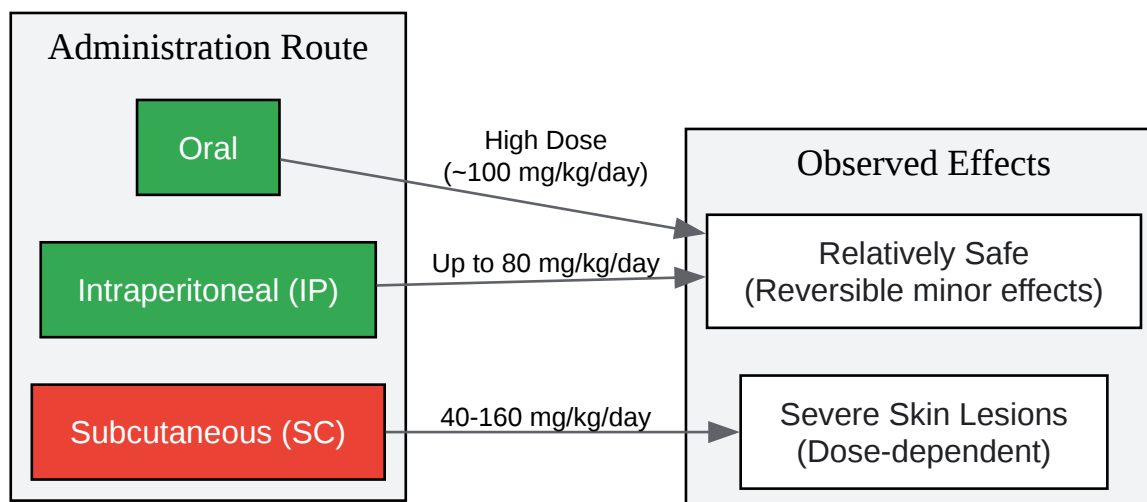 Administration Route
Oral
Intraperitoneal (IP)
Subcutaneous (SC)
High Dose
(~100 mg/kg/day)
Up to 80 mg/kg/day
40-160 mg/kg/day
Observed Effects
Relatively Safe
(Reversible minor effects)
Severe Skin Lesions
(Dose-dependent)